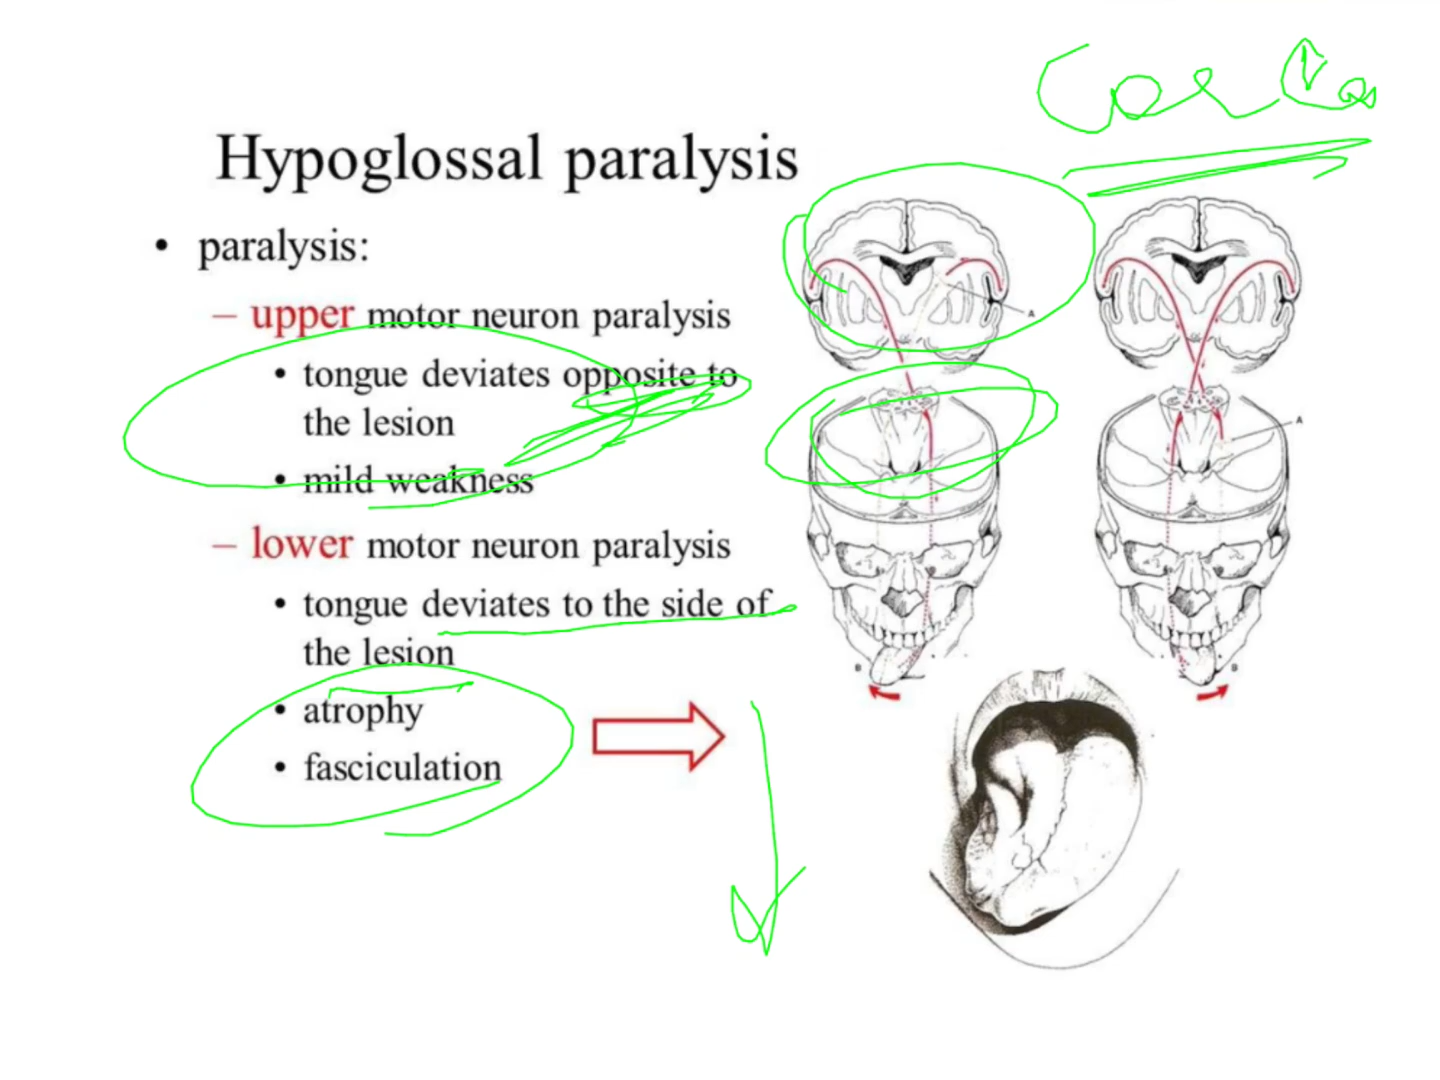 Hypoglossal paralysis
• paralysis:
– upper motor neuron paralysis
• tongue deviates opposite to
the lesion
• mild weakness
– lower motor neuron paralysis
• tongue deviates to the side of
the lesion
• atrophy
• fasciculation
A
A
B
B